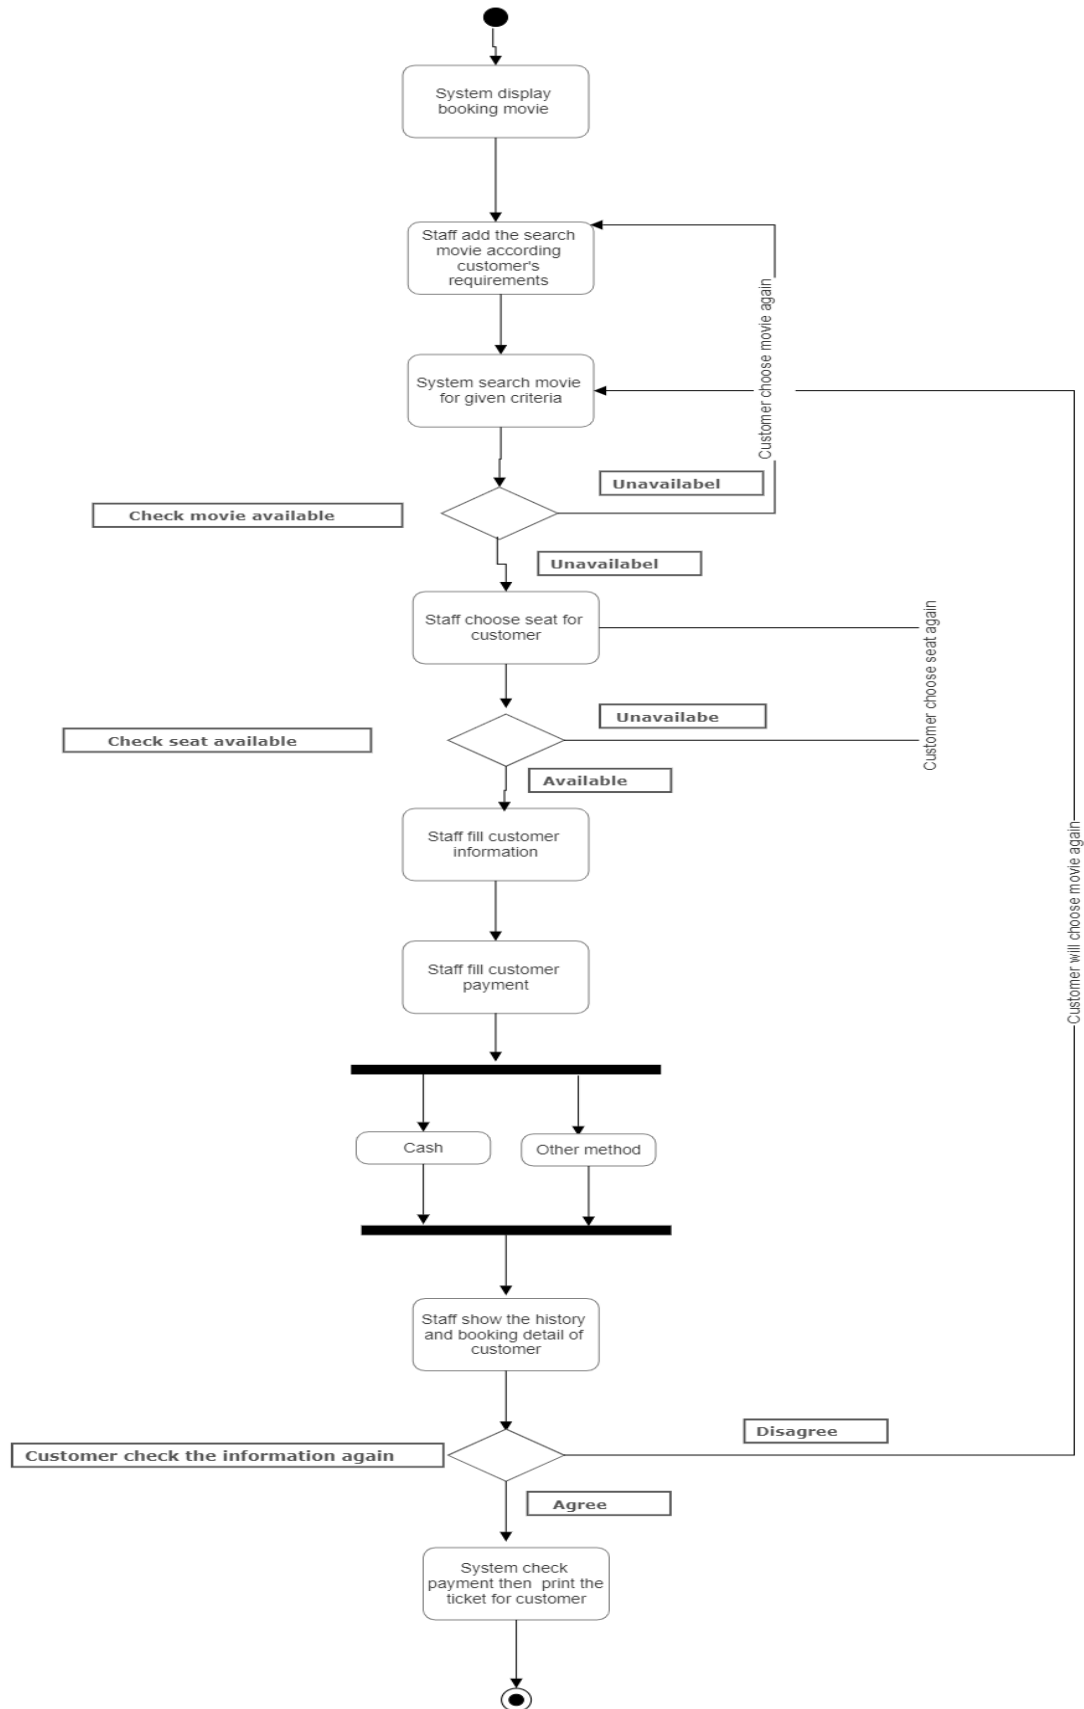 System display
booking movie
Staff add the search
movie according
customer's
requirements
Customer choose movie again
System search movie
for given criteria
Unavailabel
Check movie available
Unavailabel
Staff choose seat for
customer
Customer choose seat again
Unavailabe
Check seat available
Available
Staff fill customer
information
Customer will choose movie again
Staff fill customer
payment
Cash
Other method
Staff show the history
and booking detail of
customer
Disagree
Customer check the information again
Agree
System check
payment then print the
ticket for customer